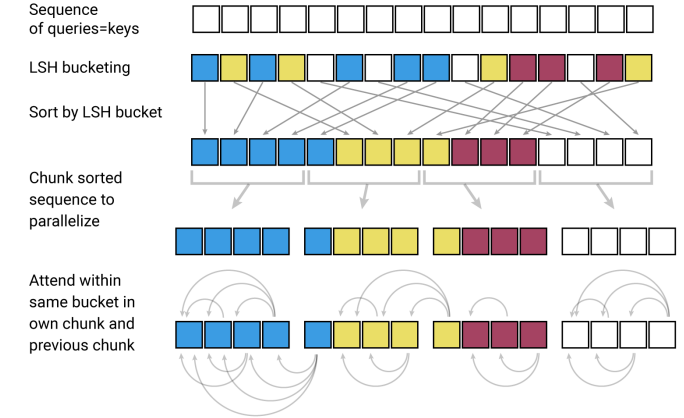 Sequence
of queries=keys
LSH bucketing
Sort by LSH bucket
Chunk sorted
sequence to
parallelize
Attend within
same bucket in
own chunk and
previous chunk